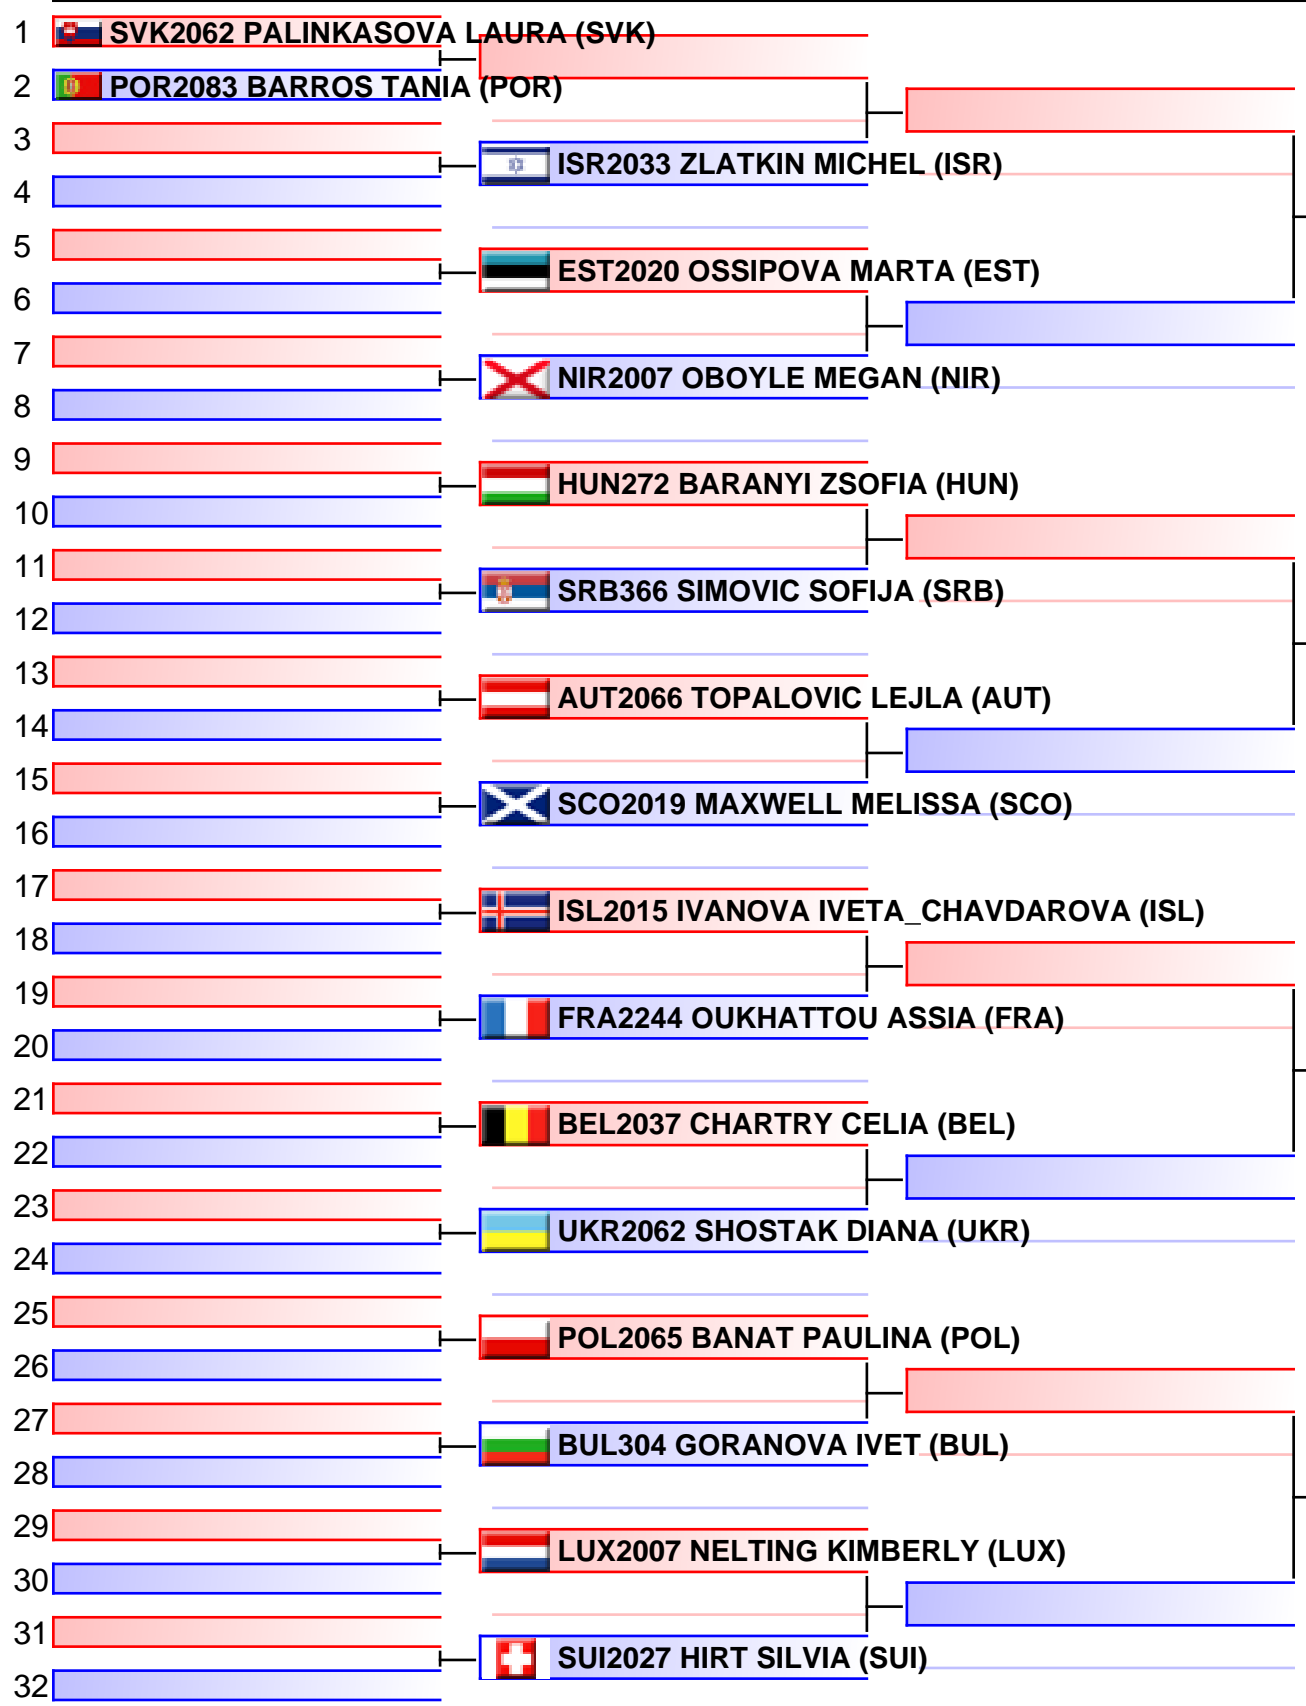 1 SVK2062 PALINKASOVA LAURA (SVK)
2 POR2083 BARROS TANIA (POR)
3
ISR2033 ZLATKIN MICHEL (ISR)
4
5
EST2020 OSSIPOVA MARTA (EST)
6
7
NIR2007 OBOYLE MEGAN (NIR)
8
9
HUN272 BARANYI ZSOFIA (HUN)
10
11
SRB366 SIMOVIC SOFIJA (SRB)
12
13
AUT2066 TOPALOVIC LEJLA (AUT)
14
15
SCO2019 MAXWELL MELISSA (SCO)
16
17
ISL2015 IVANOVA IVETA_CHAVDAROVA (ISL)
18
19
FRA2244 OUKHATTOU ASSIA (FRA)
20
21
BEL2037 CHARTRY CELIA (BEL)
22
23
UKR2062 SHOSTAK DIANA (UKR)
24
25
POL2065 BANAT PAULINA (POL)
26
27
BUL304 GORANOVA IVET (BUL)
28
29
LUX2007 NELTING KIMBERLY (LUX)
30
31
SUI2027 HIRT SILVIA (SUI)
32